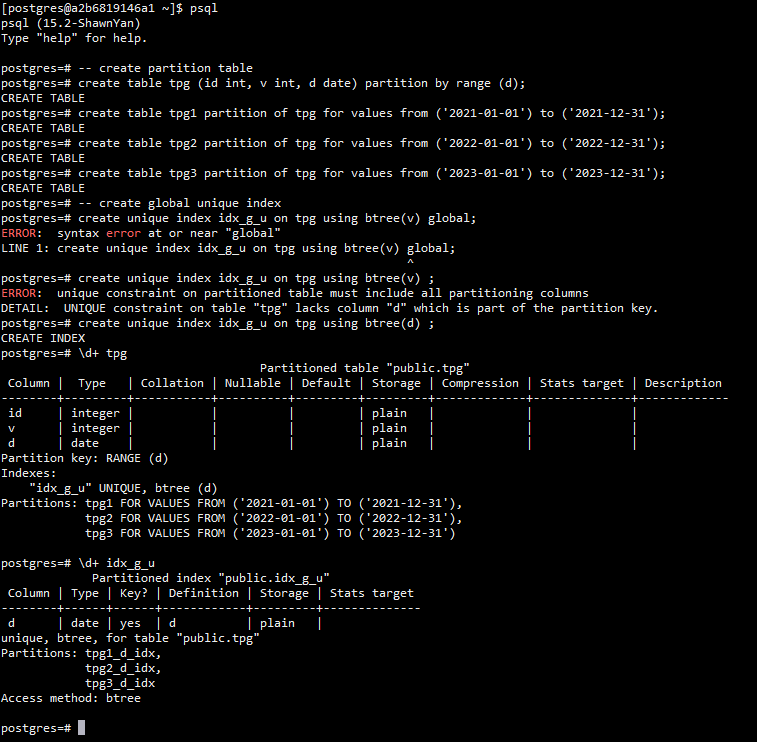 [postgres@a2b6819146a1 ~]$ psql
psql (15.2-ShawnYan)
Type "help" for help.

postgres=# -- create partition table
postgres=# create table tpg (id int, v int, d date) partition by range (d);
CREATE TABLE
postgres=# create table tpg1 partition of tpg for values from ('2021-01-01') to ('2021-12-31');
CREATE TABLE
postgres=# create table tpg2 partition of tpg for values from ('2022-01-01') to ('2022-12-31');
CREATE TABLE
postgres=# create table tpg3 partition of tpg for values from ('2023-01-01') to ('2023-12-31');
CREATE TABLE
postgres=# -- create global unique index
postgres=# create unique index idx_g_u on tpg using btree(v) global;
ERROR:  syntax error at or near "global"
LINE 1: create unique index idx_g_u on tpg using btree(v) global;
                                                          ^
postgres=# create unique index idx_g_u on tpg using btree(v) ;
ERROR:  unique constraint on partitioned table must include all partitioning columns
DETAIL:  UNIQUE constraint on table "tpg" lacks column "d" which is part of the partition key.
postgres=# create unique index idx_g_u on tpg using btree(d) ;
CREATE INDEX
postgres=# \d+ tpg
                                     Partitioned table "public.tpg"
 Column |  Type   | Collation | Nullable | Default | Storage | Compression | Stats target | Description
--------+---------+-----------+----------+---------+---------+-------------+--------------+-------------
 id     | integer |           |          |         | plain   |             |              |
 v      | integer |           |          |         | plain   |             |              |
 d      | date    |           |          |         | plain   |             |              |
Partition key: RANGE (d)
Indexes:
    "idx_g_u" UNIQUE, btree (d)
Partitions: tpg1 FOR VALUES FROM ('2021-01-01') TO ('2021-12-31'),
            tpg2 FOR VALUES FROM ('2022-01-01') TO ('2022-12-31'),
            tpg3 FOR VALUES FROM ('2023-01-01') TO ('2023-12-31')

postgres=# \d+ idx_g_u
             Partitioned index "public.idx_g_u"
 Column | Type | Key? | Definition | Storage | Stats target
--------+------+------+------------+---------+--------------
 d      | date | yes  | d          | plain   |
unique, btree, for table "public.tpg"
Partitions: tpg1_d_idx,
            tpg2_d_idx,
            tpg3_d_idx
Access method: btree

postgres=#